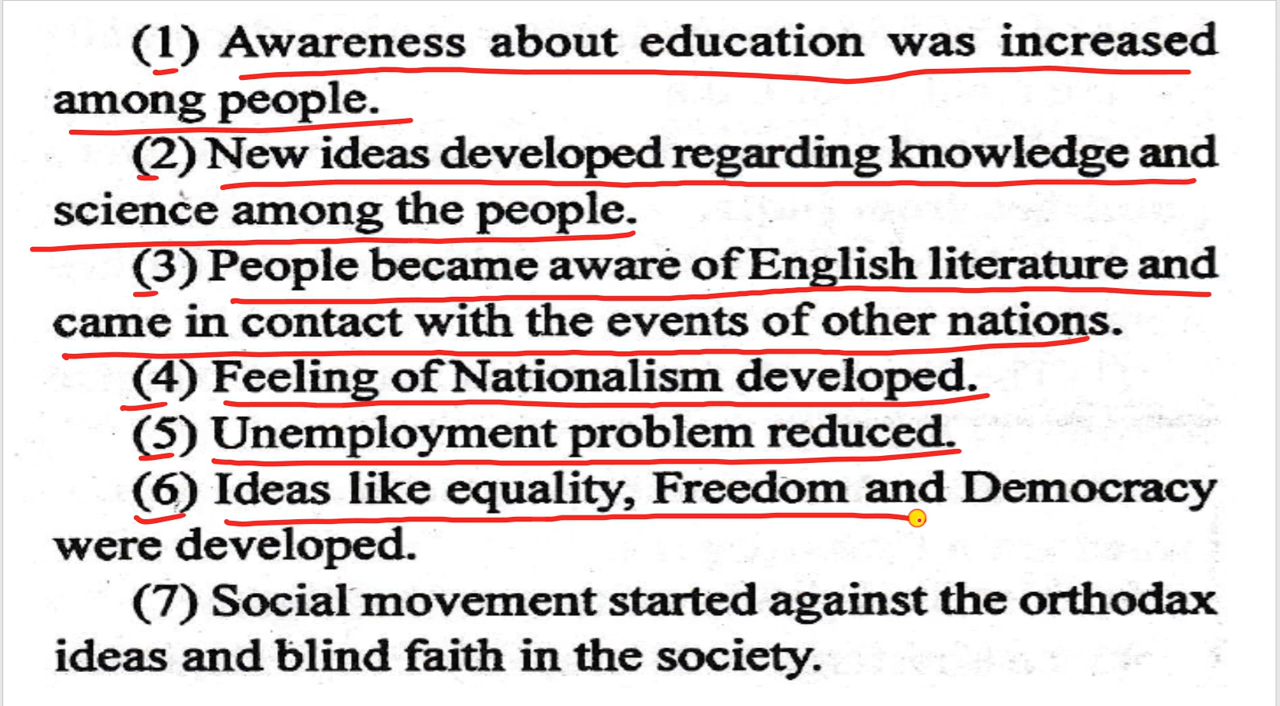 (1) Awareness about education was increased
among people.
(2) New ideas developed regarding knowledge and
science among the people.
(3) People became aware of English literature and
came in contact with the events of other nations.
(4) Feeling of Nationalism developed.
(5) Unemployment problem reduced.
(6) Ideas like equality, Freedom and Democracy
were developed.
(7) Social movement started against the orthodax
ideas and blind faith in the society.